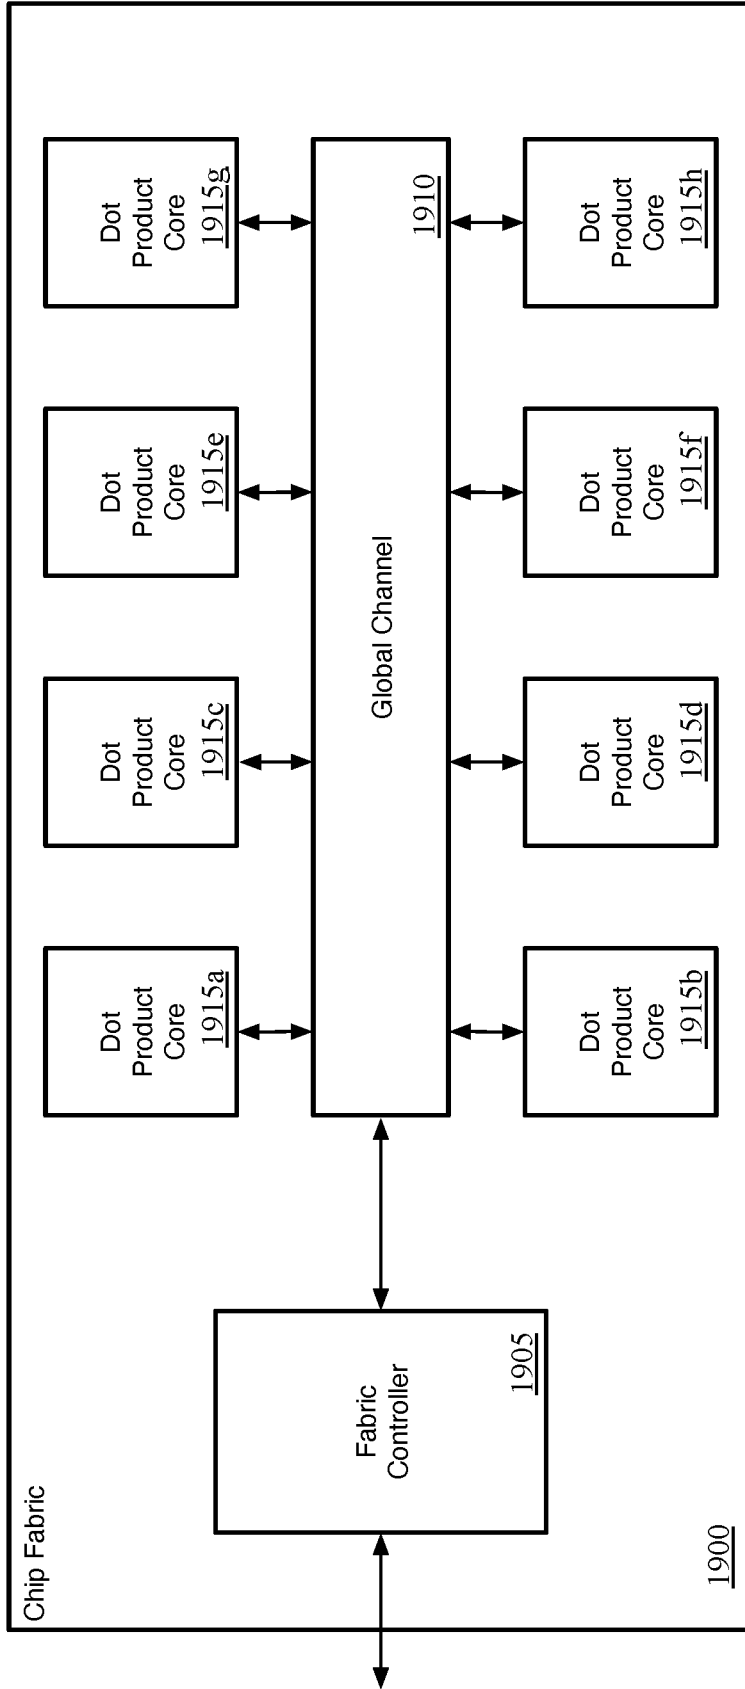 Chip Fabric
Dot
Product
Core
1915a
Dot
Product
Core
1915c
Dot
Product
Core
1915e
Dot
Product
Core
1915g
Fabric
Controller
1905
Global Channel
1910
Dot
Product
Core
1915b
Dot
Product
Core
1915d
Dot
Product
Core
1915f
Dot
Product
Core
1915h
1900